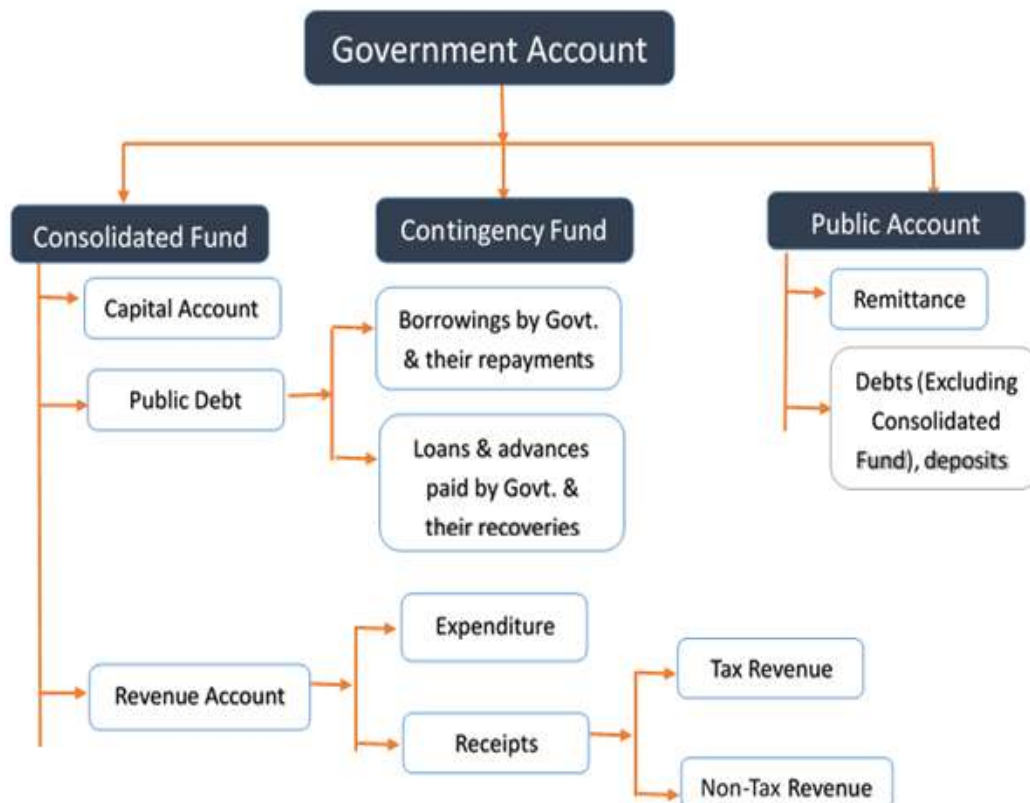 Government Account
Consolidated Fund
Contingency Fund
Public Account
Capital Account
Borrowings by Govt.
& their repayments
Remittance
Public Debt
Debts (Excluding
Consolidated
Fund), deposits
Loans & advances
paid by Govt. &
their recoveries
Expenditure
Tax Revenue
Revenue Account
Receipts
Non-Tax Revenue